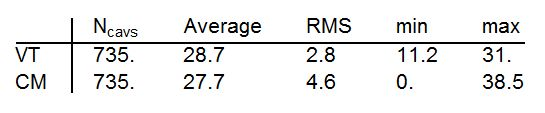 N_cavs Average RMS min max
VT 735. 28.7 2.8 11.2 31.
CM 735. 27.7 4.6 0. 38.5